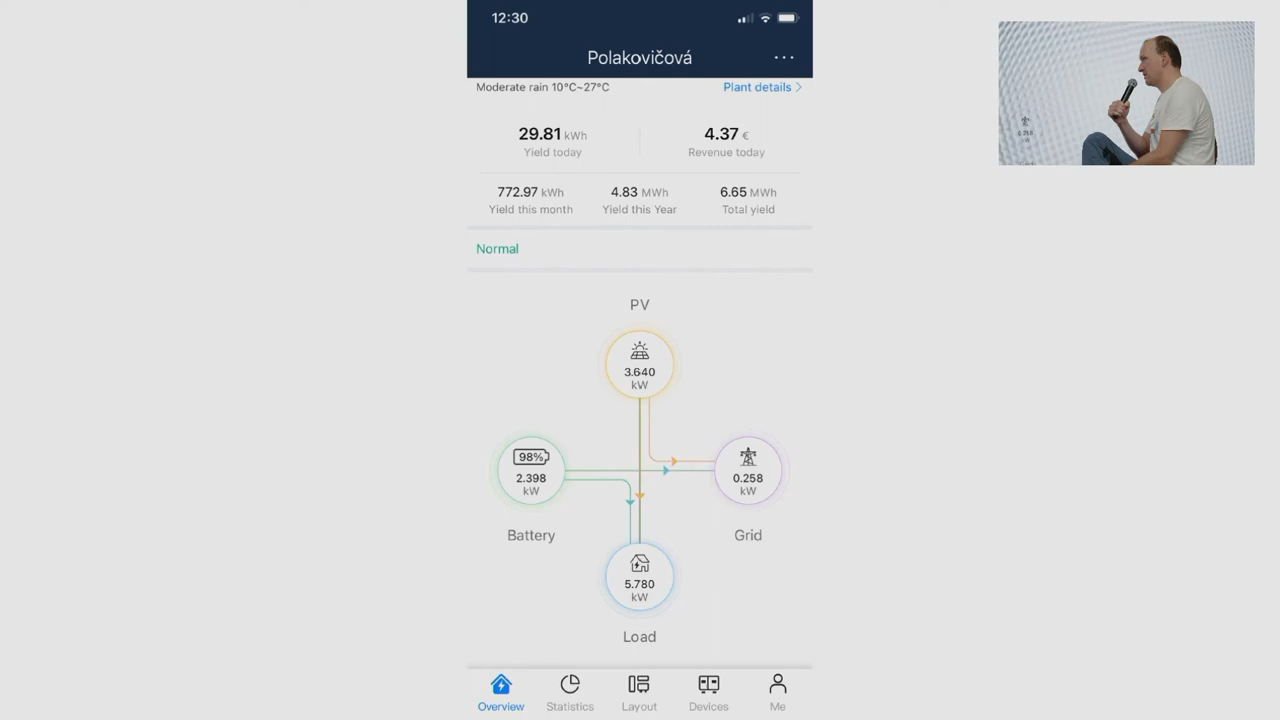 12:30
Polakovičová
Moderate rain 10°C~27°C
Plant details
29.81 kWh
4.37 €
Yield today
Revenue today
772.97 kWh
4.83 MWh
6.65 MWh
Yield this month
Yield this Year
Total yield
Normal
PV
3.640
kW
98%
2.398
kW
0.258
kW
Battery
Grid
5.780
kW
Load
Overview
Statistics
Layout
Devices
Me